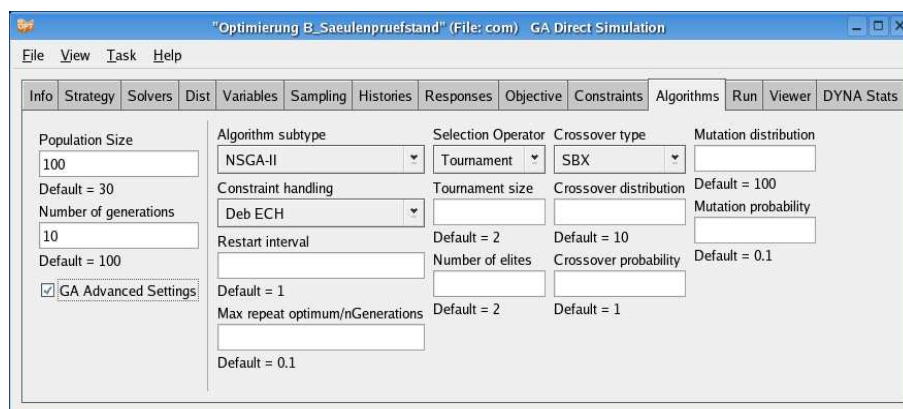 "Optimierung B_Saeulenpruefstand" (File: com) GA Direct Simulation
File View Task Help
Info Strategy Solvers Dist Variables Sampling Histories Responses Objective Constraints Algorithms Run Viewer DYNA Stats
Population Size
100
Default = 30
Number of generations
10
Default = 100
GA Advanced Settings
Algorithm subtype
NSGA-II
Constraint handling
Deb ECH
Restart interval
Default = 1
Max repeat optimum/nGenerations
Default = 0.1
Selection Operator
Tournament
Tournament size
Default = 2
Number of elites
Default = 2
Crossover type
SBX
Crossover distribution
Default = 10
Crossover probability
Default = 1
Mutation distribution
Default = 100
Mutation probability
Default = 0.1